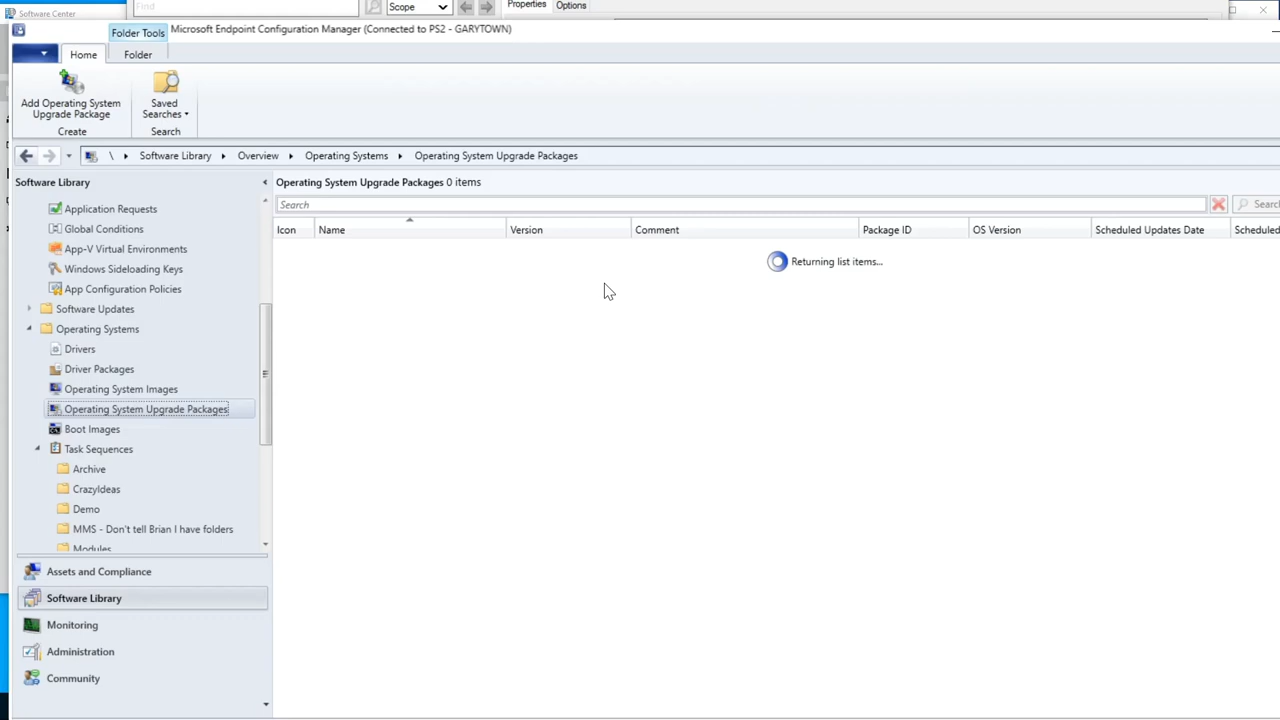 Software Center
Find
Scope
Properties
Options
Folder Tools
Microsoft Endpoint Configuration Manager (Connected to PS2 - GARYTOWN)
Home
Folder
Add Operating System
Upgrade Package
Saved
Searches
Create
Search
\ Software Library Overview Operating Systems Operating System Upgrade Packages
Software Library
Operating System Upgrade Packages 0 items
Search
Searc
Icon Name Version Comment Package ID OS Version Scheduled Updates Date Scheduled
Returning list items...
Application Requests
Global Conditions
App-V Virtual Environments
Windows Sideloading Keys
App Configuration Policies
Software Updates
Operating Systems
Drivers
Driver Packages
Operating System Images
Operating System Upgrade Packages
Boot Images
Task Sequences
Archive
CrazyIdeas
Demo
MMS - Don't tell Brian I have folders
Modules
Assets and Compliance
Software Library
Monitoring
Administration
Community